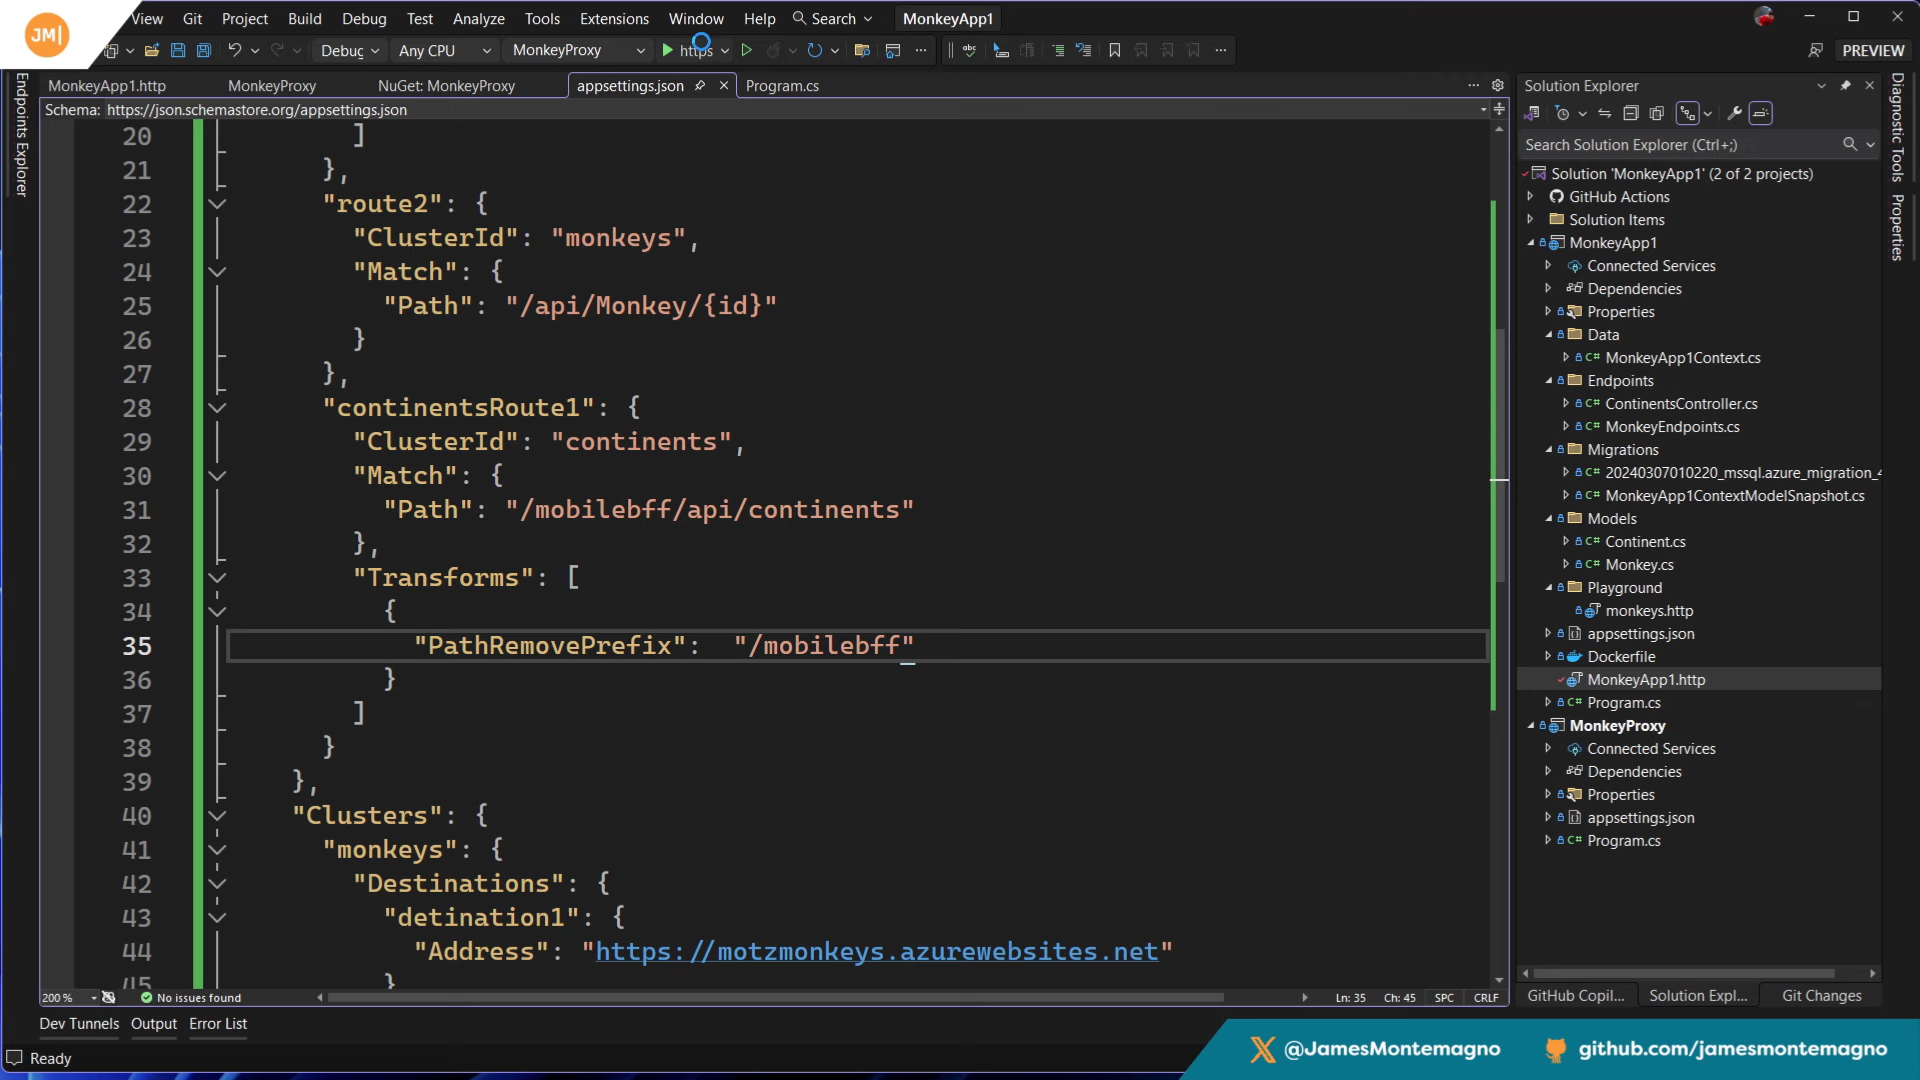 JM|
View Git Project Build Debug Test Analyze Tools Extensions Window Help Search MonkeyApp1
Debug Any CPU MonkeyProxy https PREVIEW
Endpoints Explorer
MonkeyApp1.http MonkeyProxy NuGet: MonkeyProxy appsettings.json Program.cs
Schema: https://json.schemastore.org/appsettings.json
20 ]
21 },
22 "route2": {
23 "ClusterId": "monkeys",
24 "Match": {
25 "Path": "/api/Monkey/{id}"
26 }
27 },
28 "continentsRoute1": {
29 "ClusterId": "continents",
30 "Match": {
31 "Path": "/mobilebff/api/continents"
32 },
33 "Transforms": [
34 {
35 "PathRemovePrefix":  "/mobilebff"
36 }
37 ]
38 }
39 },
40 "Clusters": {
41 "monkeys": {
42 "Destinations": {
43 "detination1": {
44 "Address": "https://motzmonkeys.azurewebsites.net"
45 }
200 % No issues found Ln: 35 Ch: 45 SPC CRLF
Dev Tunnels Output Error List
Ready
Solution Explorer
Search Solution Explorer (Ctrl+;)
Solution 'MonkeyApp1' (2 of 2 projects)
GitHub Actions
Solution Items
MonkeyApp1
Connected Services
Dependencies
Properties
Data
C# MonkeyApp1Context.cs
Endpoints
C# ContinentsController.cs
C# MonkeyEndpoints.cs
Migrations
C# 20240307010220_mssql.azure_migration_4
C# MonkeyApp1ContextModelSnapshot.cs
Models
C# Continent.cs
C# Monkey.cs
Playground
monkeys.http
appsettings.json
Dockerfile
MonkeyApp1.http
C# Program.cs
MonkeyProxy
Connected Services
Dependencies
Properties
appsettings.json
C# Program.cs
GitHub Copil... Solution Expl... Git Changes
Diagnostic Tools
Properties
@JamesMontemagno github.com/jamesmontemagno